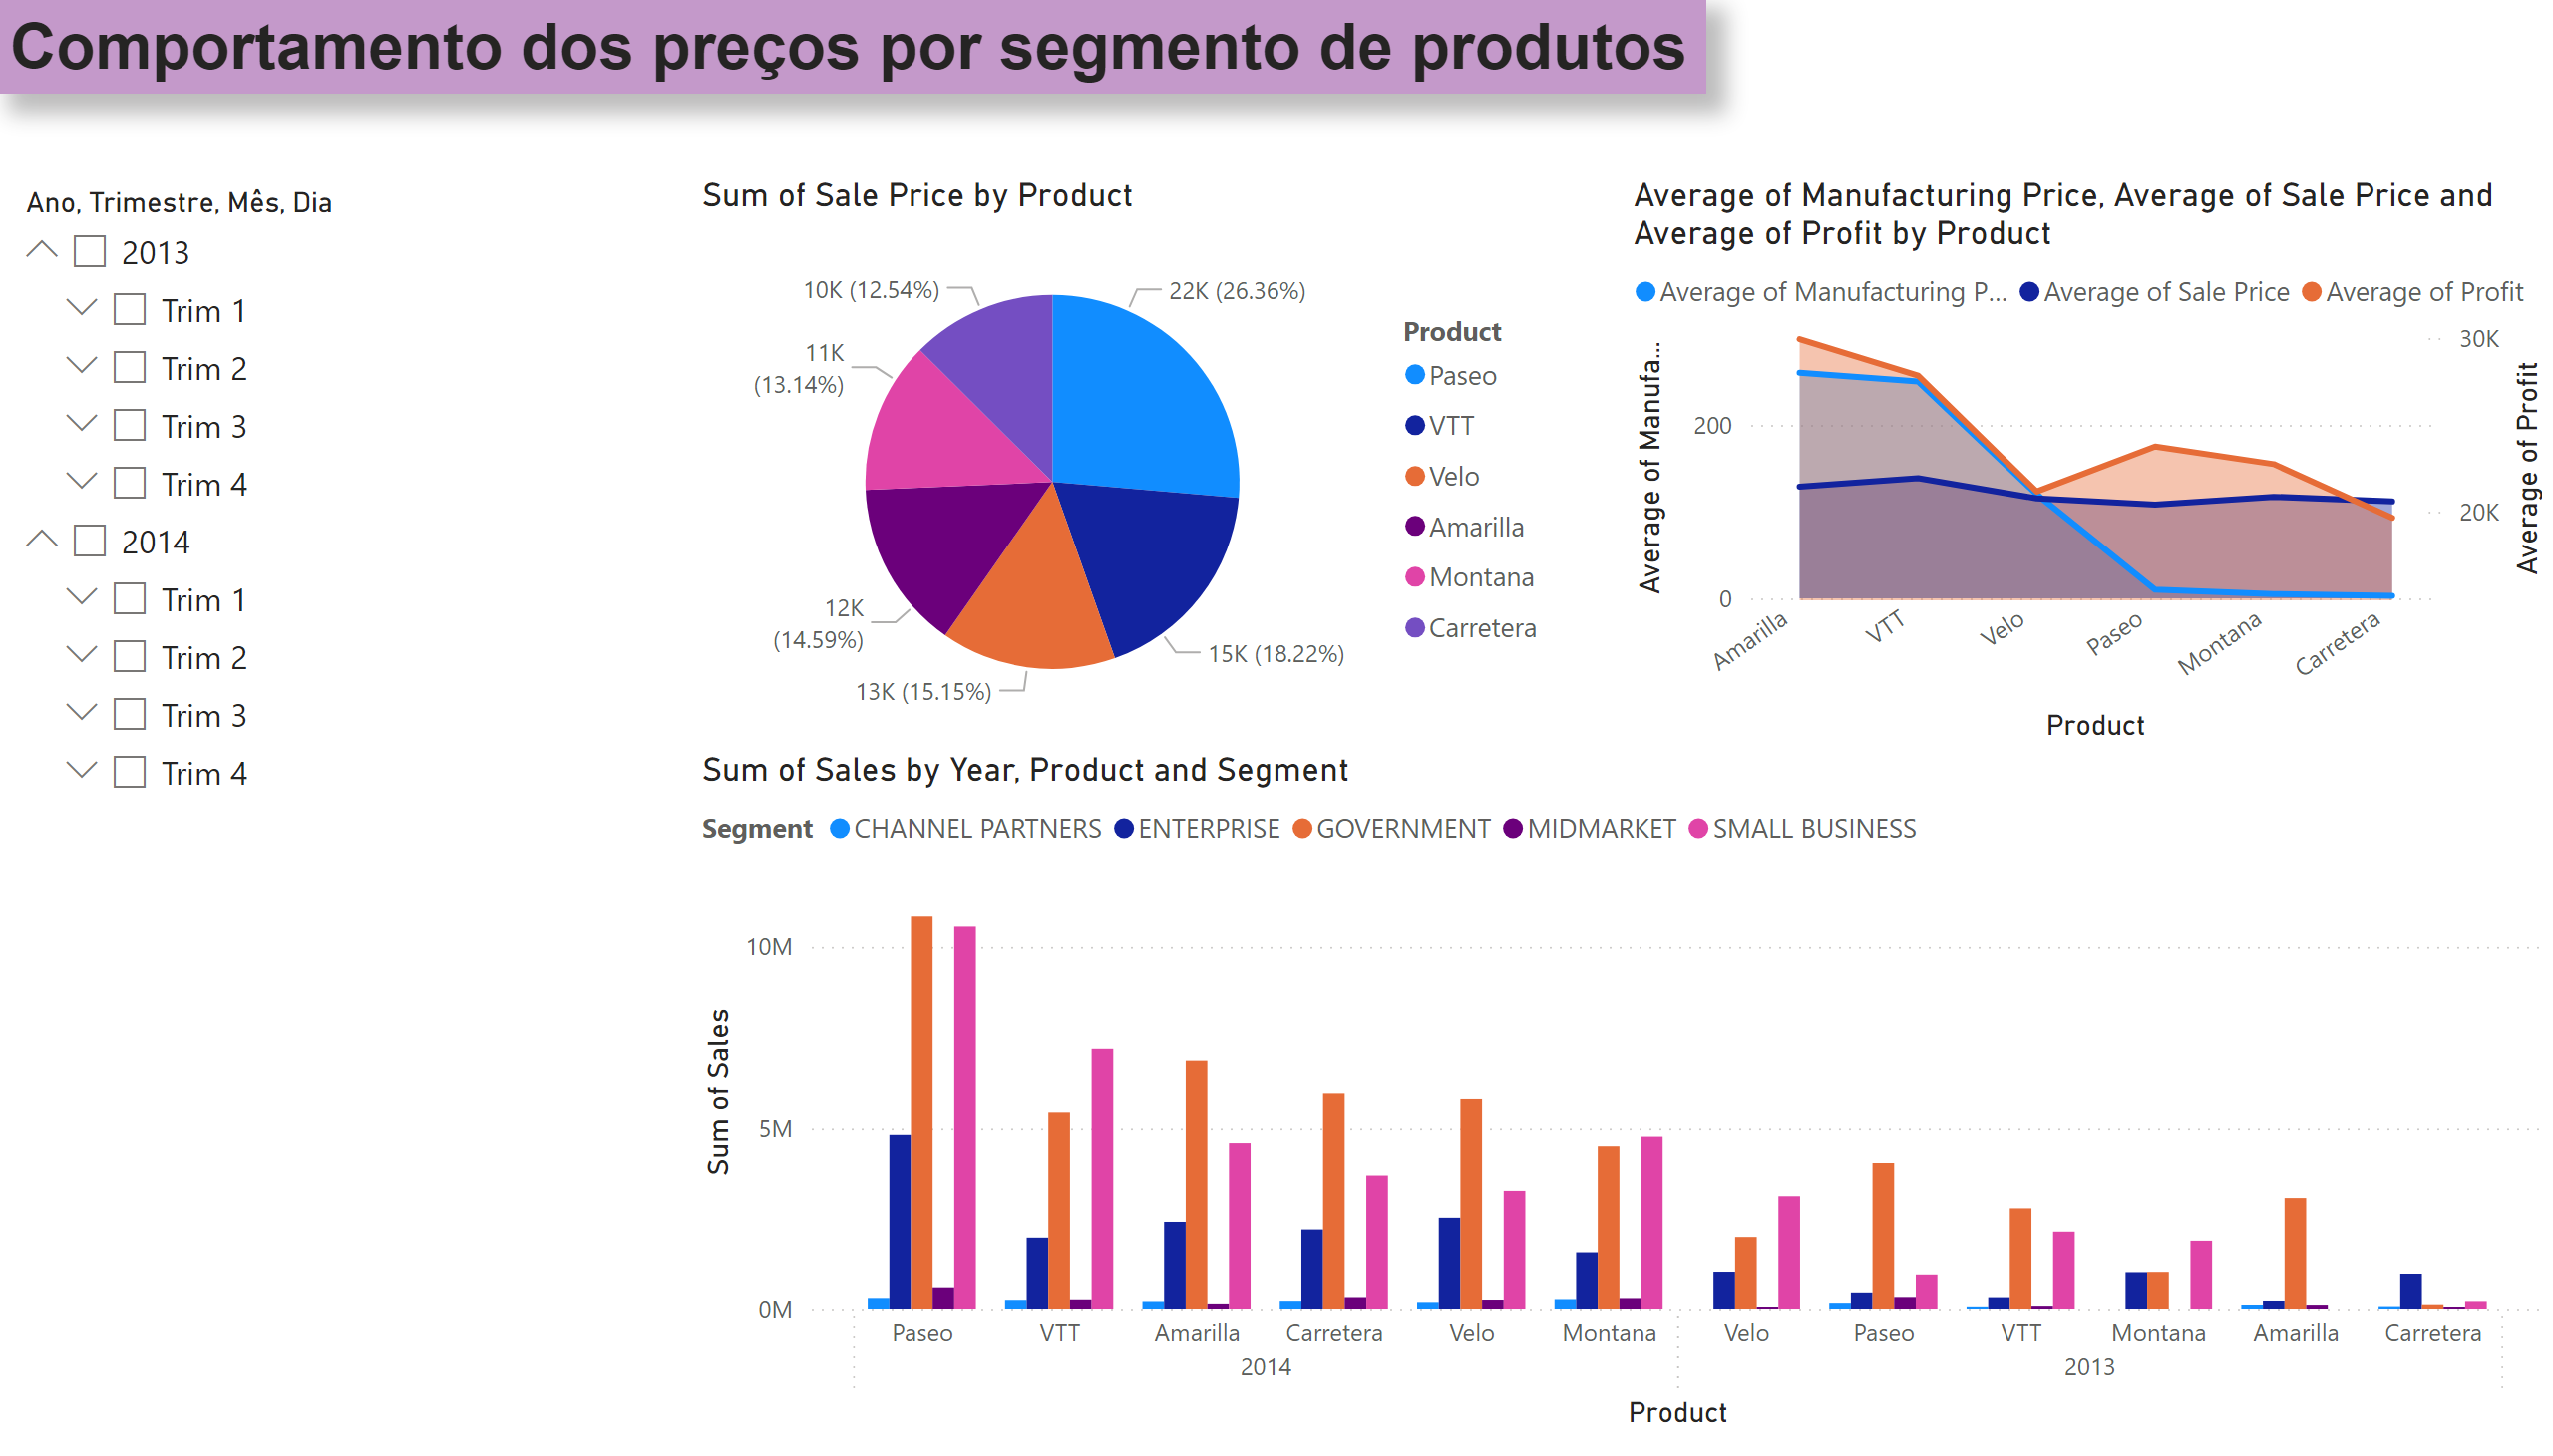 Comportamento dos preços por segmento de produtos
Ano, Trimestre, Mês, Dia
2013
Trim 1
Trim 2
Trim 3
Trim 4
2014
Trim 1
Trim 2
Trim 3
Trim 4
Sum of Sale Price by Product
10K (12.54%)
22K (26.36%)
11K
(13.14%)
12K
(14.59%)
13K (15.15%)
15K (18.22%)
Product
Paseo
VTT
Velo
Amarilla
Montana
Carretera
Average of Manufacturing Price, Average of Sale Price and
Average of Profit by Product
Average of Manufacturing P... Average of Sale Price Average of Profit
Average of Manufa...
200
0
30K
20K
Average of Profit
Amarilla VTT Velo Paseo Montana Carretera
Product
Sum of Sales by Year, Product and Segment
Segment CHANNEL PARTNERS ENTERPRISE GOVERNMENT MIDMARKET SMALL BUSINESS
Sum of Sales
10M
5M
0M
Paseo VTT Amarilla Carretera Velo Montana Velo Paseo VTT Montana Amarilla Carretera
2014 2013
Product